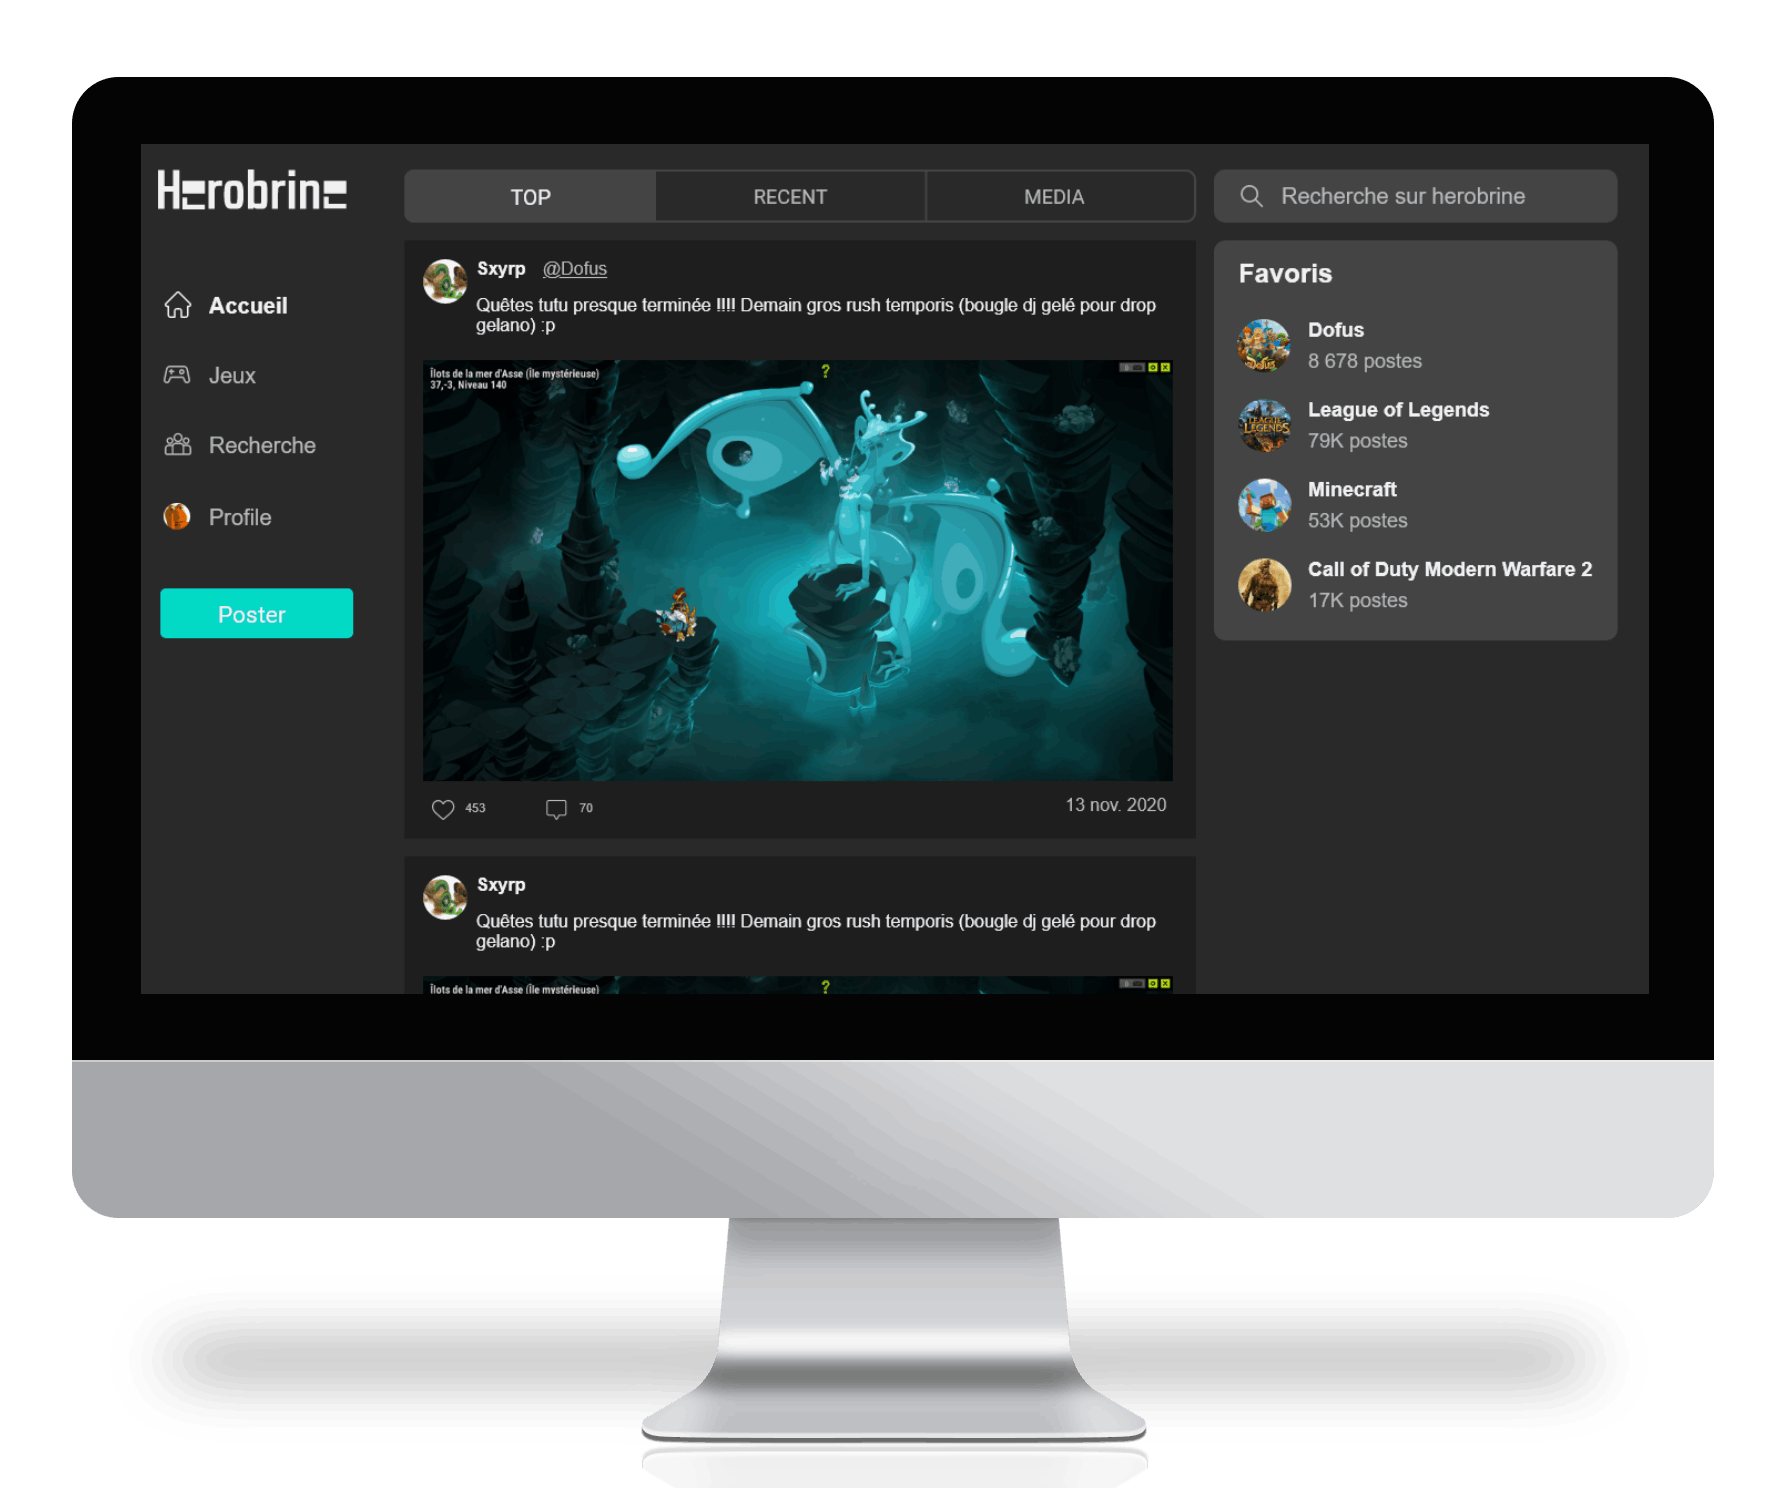 Herobrine
TOP
RECENT
MEDIA
Recherche sur herobrine
Accueil
Jeux
Recherche
Profile
Poster
Sxyrp @Dofus
Quêtes tutu presque terminée !!!! Demain gros rush temporis (bougle dj gelé pour drop
gelano) :p
Îlots de la mer d'Asse (Île mystérieuse)
37,-3, Niveau 140
?
453
70
13 nov. 2020
Sxyrp
Quêtes tutu presque terminée !!!! Demain gros rush temporis (bougle dj gelé pour drop
gelano) :p
Îlots de la mer d'Asse (Île mystérieuse)
?
Favoris
Dofus
8 678 postes
LEAGUE OF
LEGENDS
League of Legends
79K postes
Minecraft
53K postes
Call of Duty Modern Warfare 2
17K postes